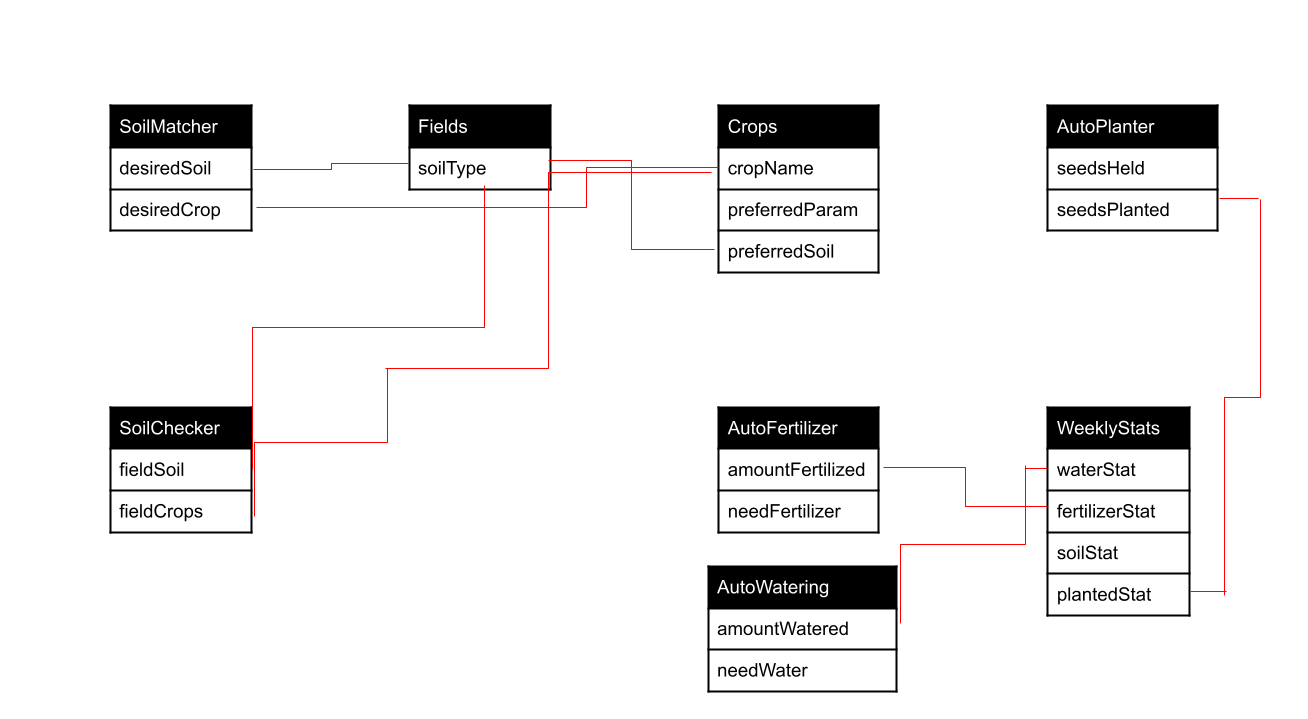 SoilMatcher
desiredSoil
desiredCrop
Fields
soilType
Crops
cropName
preferredParam
preferredSoil
AutoPlanter
seedsHeld
seedsPlanted
SoilChecker
fieldSoil
fieldCrops
AutoFertilizer
amountFertilized
needFertilizer
AutoWatering
amountWatered
needWater
WeeklyStats
waterStat
fertilizerStat
soilStat
plantedStat